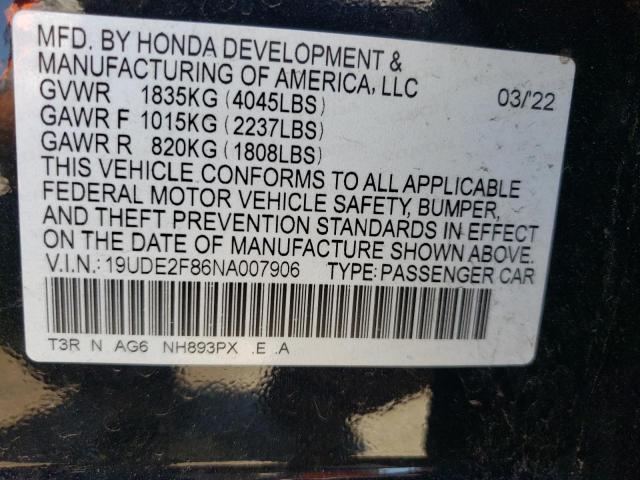 MFD. BY HONDA DEVELOPMENT &
MANUFACTURING OF AMERICA, LLC
GVWR 1835KG (4045LBS) 03/'22
GAWR F 1015KG (2237LBS)
GAWR R 820KG (1808LBS)
THIS VEHICLE CONFORMS TO ALL APPLICABLE
FEDERAL MOTOR VEHICLE SAFETY, BUMPER,
AND THEFT PREVENTION STANDARDS IN EFFECT
ON THE DATE OF MANUFACTURE SHOWN ABOVE.
V.I.N.: 19UDE2F86NA007906 TYPE: PASSENGER CAR
T3R N AG6 NH893PX .E .A